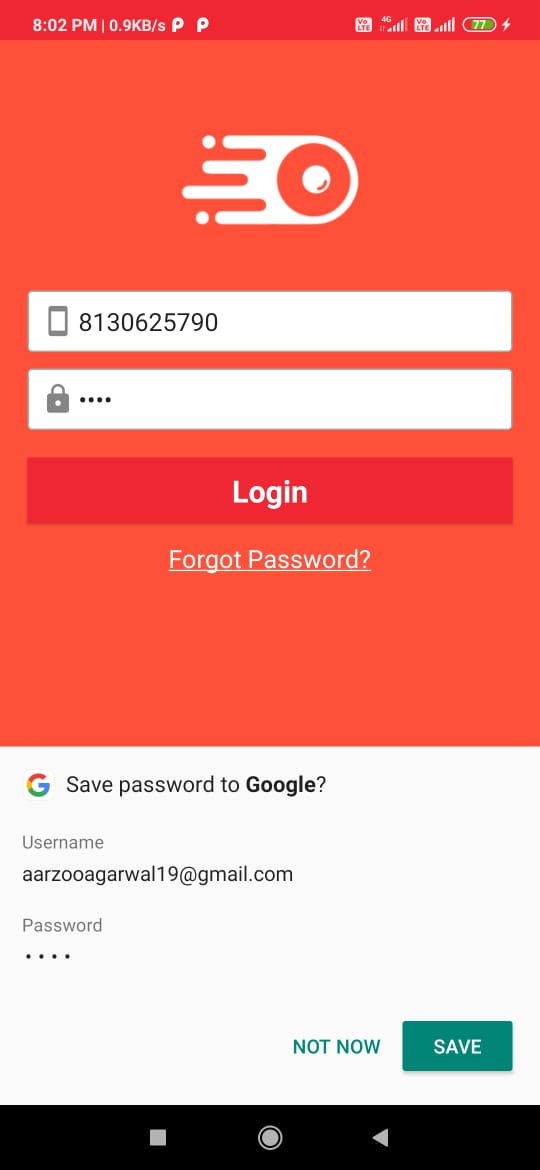 8:02 PM | 0.9KB/s
Vo LTE 4G Vo LTE 77
8130625790
••••
Login
Forgot Password?
Save password to Google?
Username
aarzooagarwal19@gmail.com
Password
••••
NOT NOW SAVE